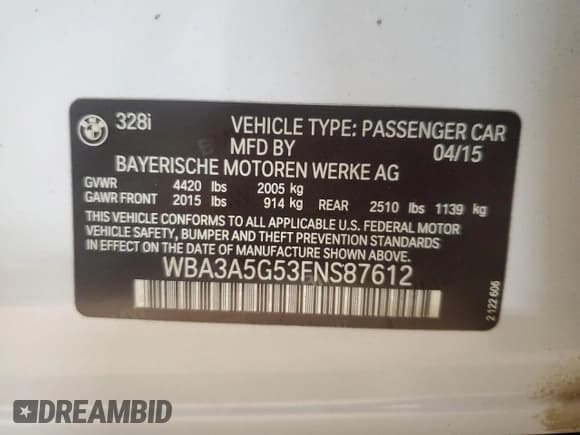 BMW
328i
VEHICLE TYPE: PASSENGER CAR
MFD BY 04/15
BAYERISCHE MOTOREN WERKE AG
GVWR 4420 lbs 2005 kg
GAWR FRONT 2015 lbs 914 kg REAR 2510 lbs 1139 kg
THIS VEHICLE CONFORMS TO ALL APPLICABLE U.S. FEDERAL MOTOR
VEHICLE SAFETY, BUMPER AND THEFT PREVENTION STANDARDS
IN EFFECT ON THE DATE OF MANUFACTURE SHOWN ABOVE.
WBA3A5G53FNS87612
2 122 606
DREAMBID